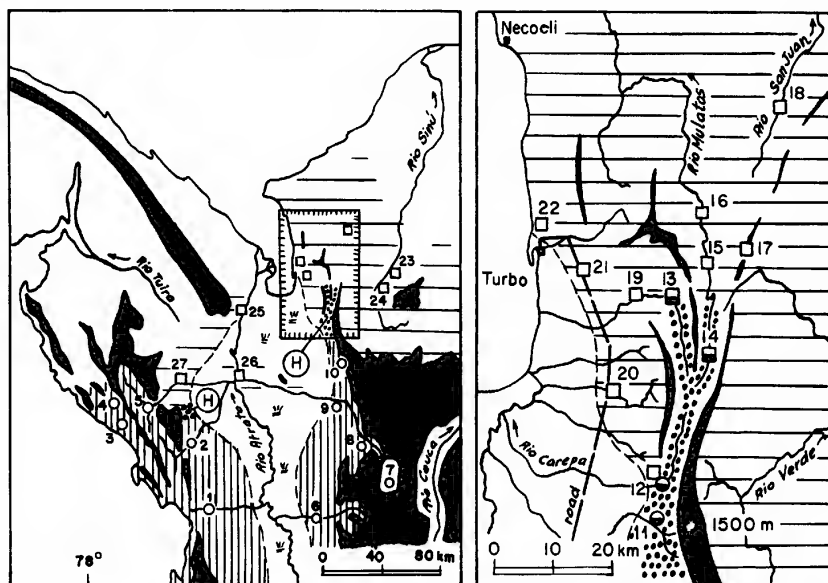 Rio Sinú
Rio Tuira
23
24
25
H
27
26
10
4
5
H
9
3
2
8
Rio Atrato
7
Rio Cauca
1
6
78°
0
40
80 km
Necoclí
Rio San Juan
18
Rio Mulatos
16
22
15
17
Turbo
21
19
13
14
20
Rio Carepa
12
Rio Verde
road
11
1500 m
0
10
20 km